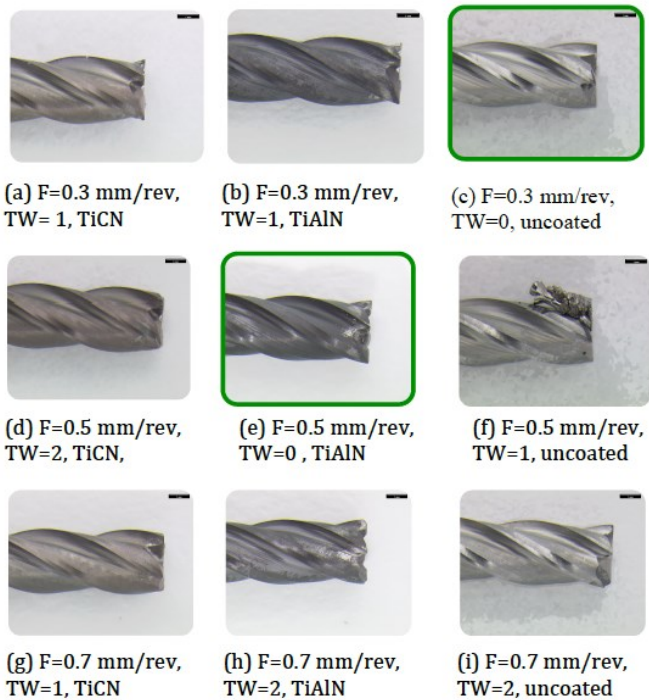 (a) F=0.3 mm/rev,
TW= 1, TiCN
(b) F=0.3 mm/rev,
TW=1, TiAlN
(c) F=0.3 mm/rev,
TW=0, uncoated
(d) F=0.5 mm/rev,
TW=2, TiCN,
(e) F=0.5 mm/rev,
TW=0 , TiAlN
(f) F=0.5 mm/rev,
TW=1, uncoated
(g) F=0.7 mm/rev,
TW=1, TiCN
(h) F=0.7 mm/rev,
TW=2, TiAlN
(i) F=0.7 mm/rev,
TW=2, uncoated